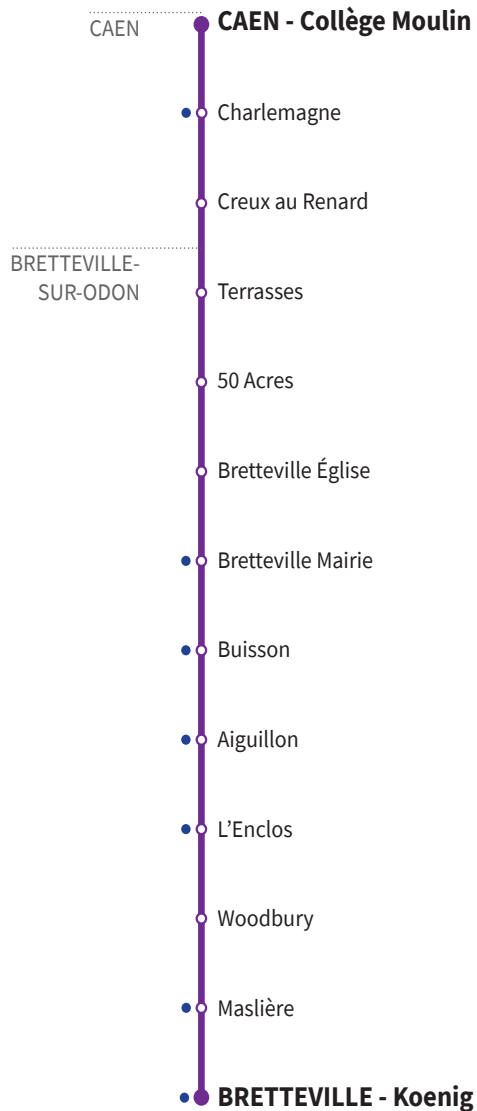 CAEN - Collège Moulin
CAEN
Charlemagne
Creux au Renard
BRETTEVILLE-
SUR-ODON
Terrasses
50 Acres
Bretteville Église
Bretteville Mairie
Buisson
Aiguillon
L’Enclos
Woodbury
Maslière
BRETTEVILLE - Koenig